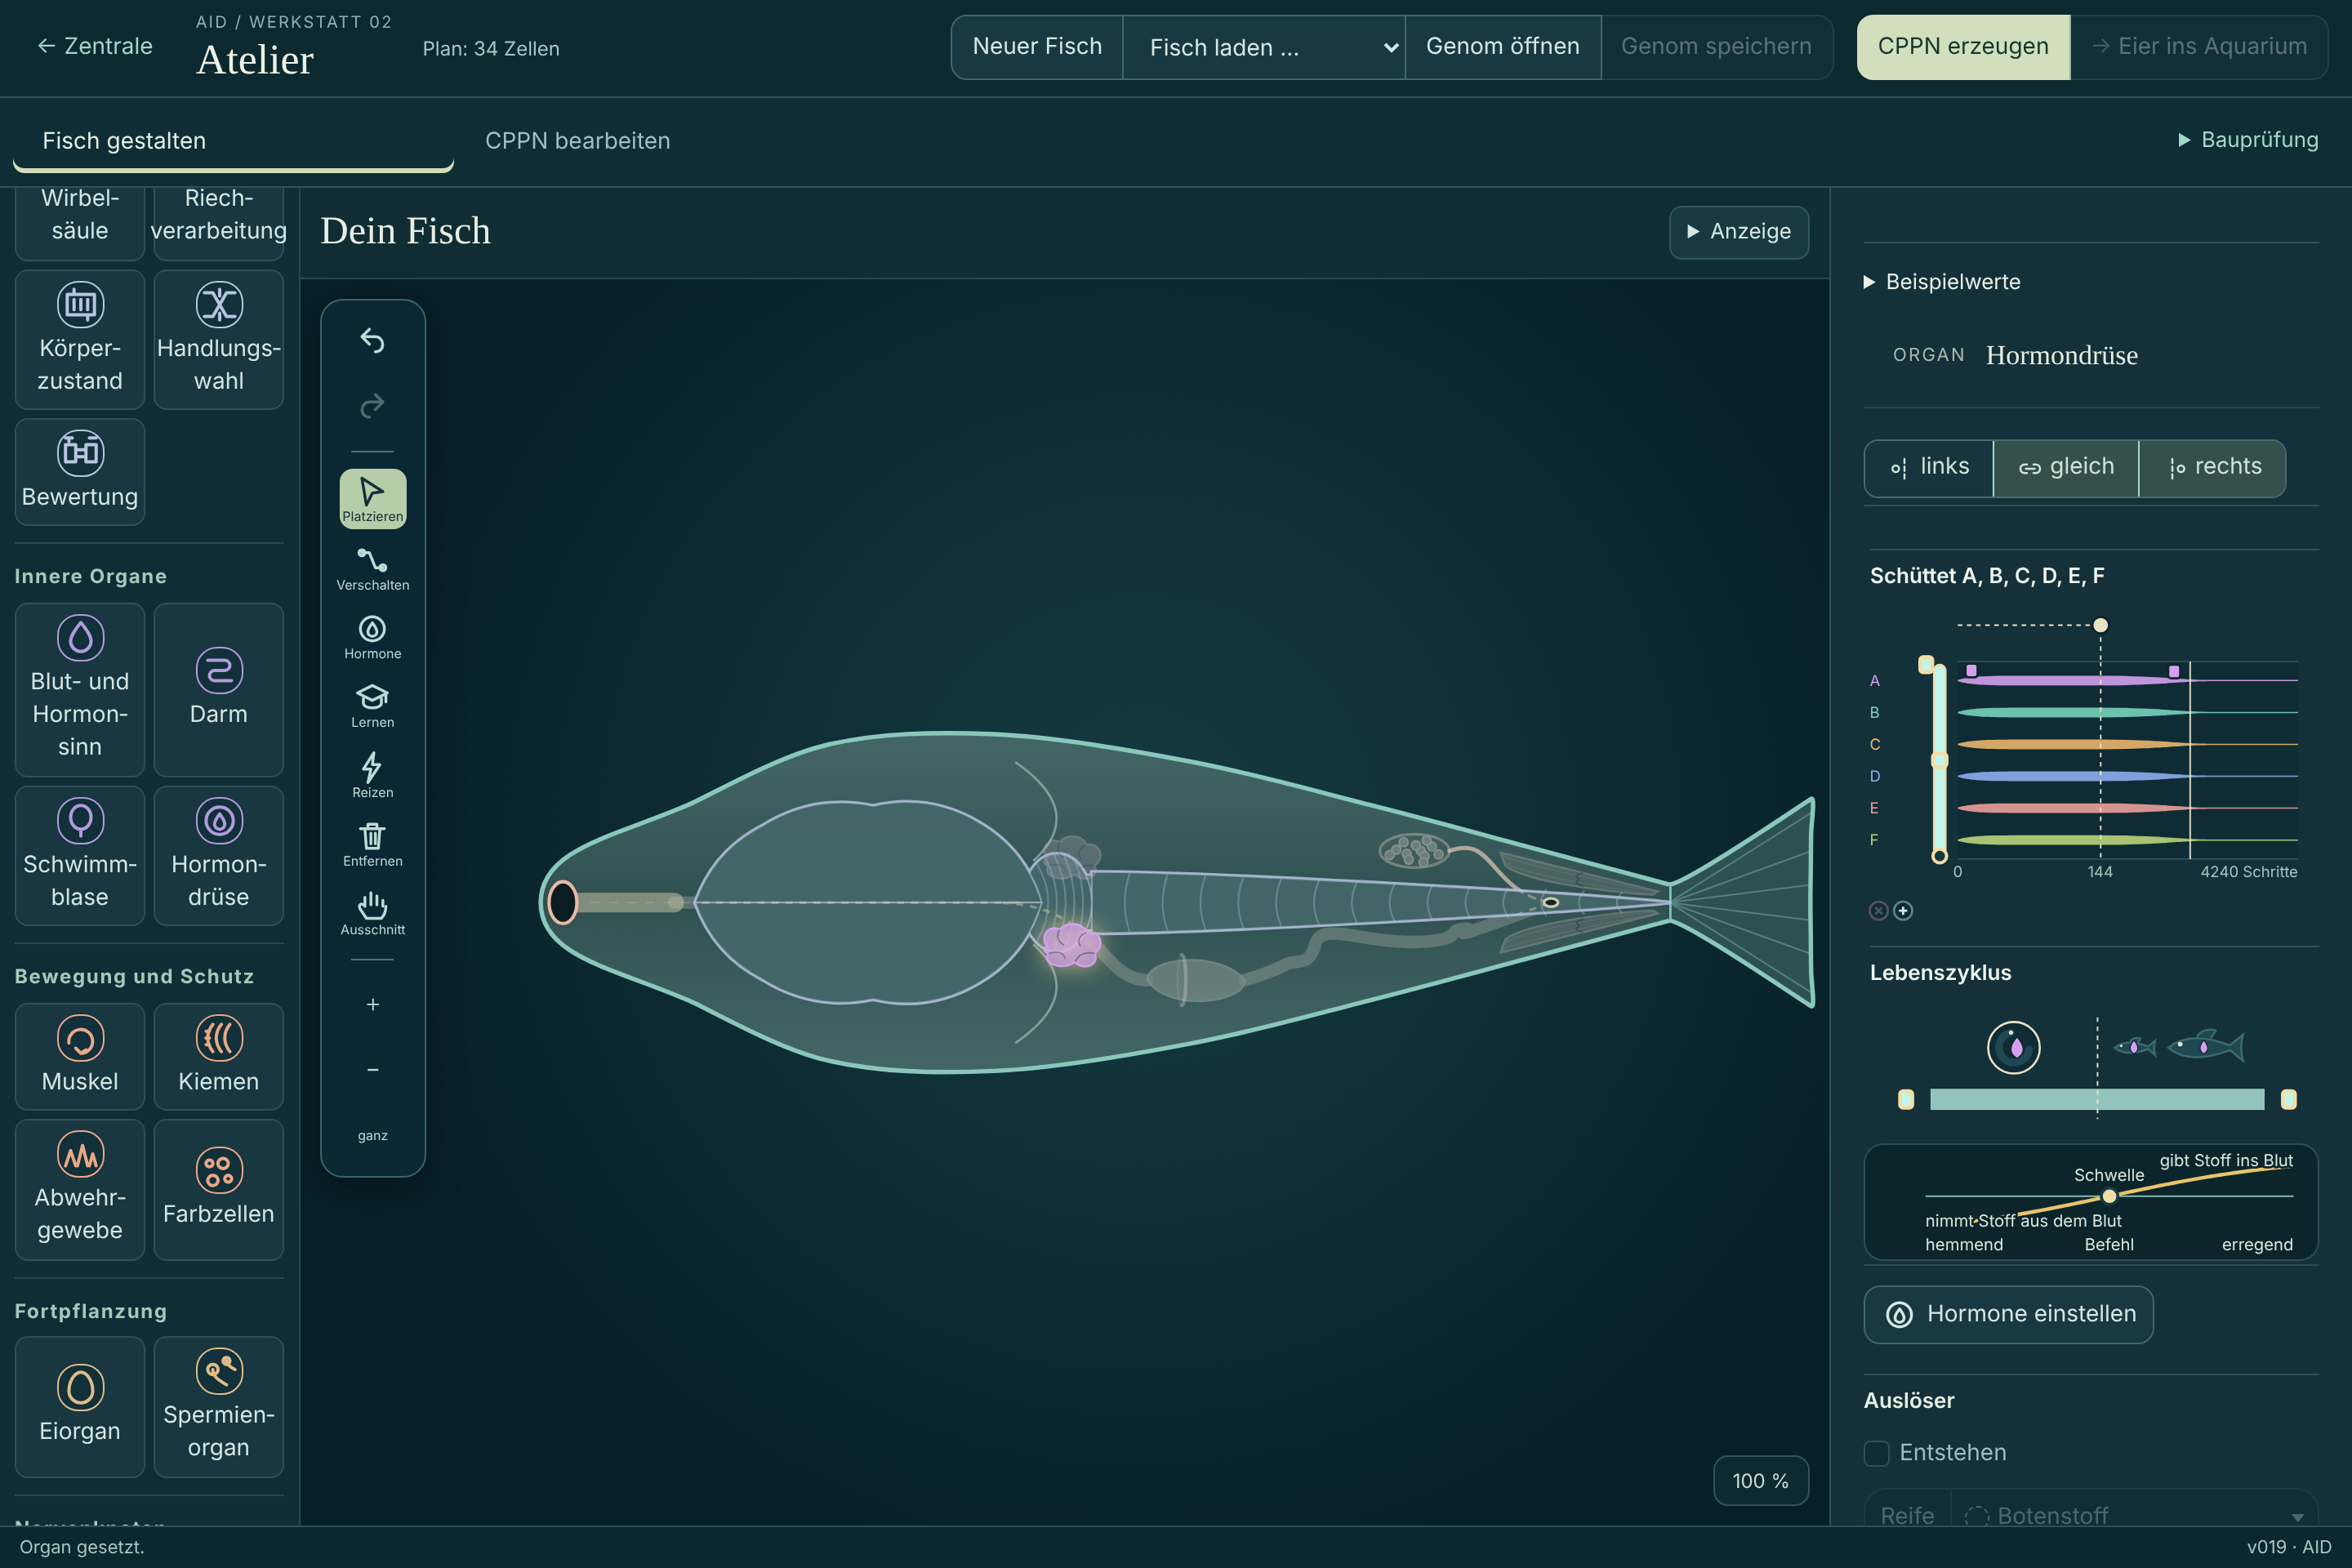 ← Zentrale
AID / WERKSTATT 02
Atelier
Plan: 34 Zellen
Neuer Fisch
Fisch laden ...
Genom öffnen
Genom speichern
CPPN erzeugen
→ Eier ins Aquarium
Fisch gestalten
CPPN bearbeiten
Bauprüfung
Wirbel-
säule
Riech-
verarbeitung
Körper-
zustand
Handlungs-
wahl
Bewertung
Innere Organe
Blut- und
Hormon-
sinn
Darm
Schwimm-
blase
Hormon-
drüse
Bewegung und Schutz
Muskel
Kiemen
Abwehr-
gewebe
Farbzellen
Fortpflanzung
Eiorgan
Spermien-
organ
Dein Fisch
Anzeige
Platzieren
Verschalten
Hormone
Lernen
Reizen
Entfernen
Ausschnitt
+
−
ganz
100 %
Beispielwerte
ORGAN Hormondrüse
links
gleich
rechts
Schüttet A, B, C, D, E, F
A
B
C
D
E
F
0 144 4240 Schritte
Lebenszyklus
gibt Stoff ins Blut
Schwelle
nimmt Stoff aus dem Blut
hemmend Befehl erregend
Hormone einstellen
Auslöser
Entstehen
Reife Botenstoff
Organ gesetzt.
v019 · AID